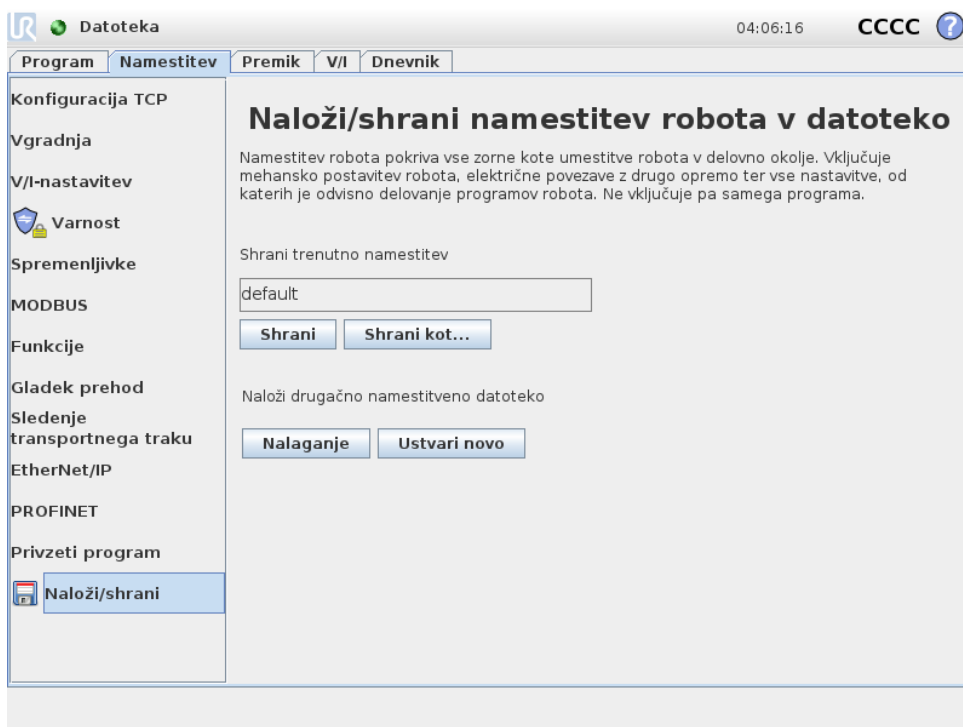 UR Datoteka 04:06:16 CCCC ?
Program Namestitev Premik V/I Dnevnik
Konfiguracija TCP
Vgradnja
V/I-nastavitev
Varnost
Spremenljivke
MODBUS
Funkcije
Gladek prehod
Sledenje
transportnega traku
EtherNet/IP
PROFINET
Privzeti program
Naloži/shrani
Naloži/shrani namestitev robota v datoteko
Namestitev robota pokriva vse zorne kote umestitve robota v delovno okolje. Vključuje
mehansko postavitev robota, električne povezave z drugo opremo ter vse nastavitve, od
katerih je odvisno delovanje programov robota. Ne vključuje pa samega programa.
Shrani trenutno namestitev
default
Shrani Shrani kot...
Naloži drugačno namestitveno datoteko
Nalaganje Ustvari novo